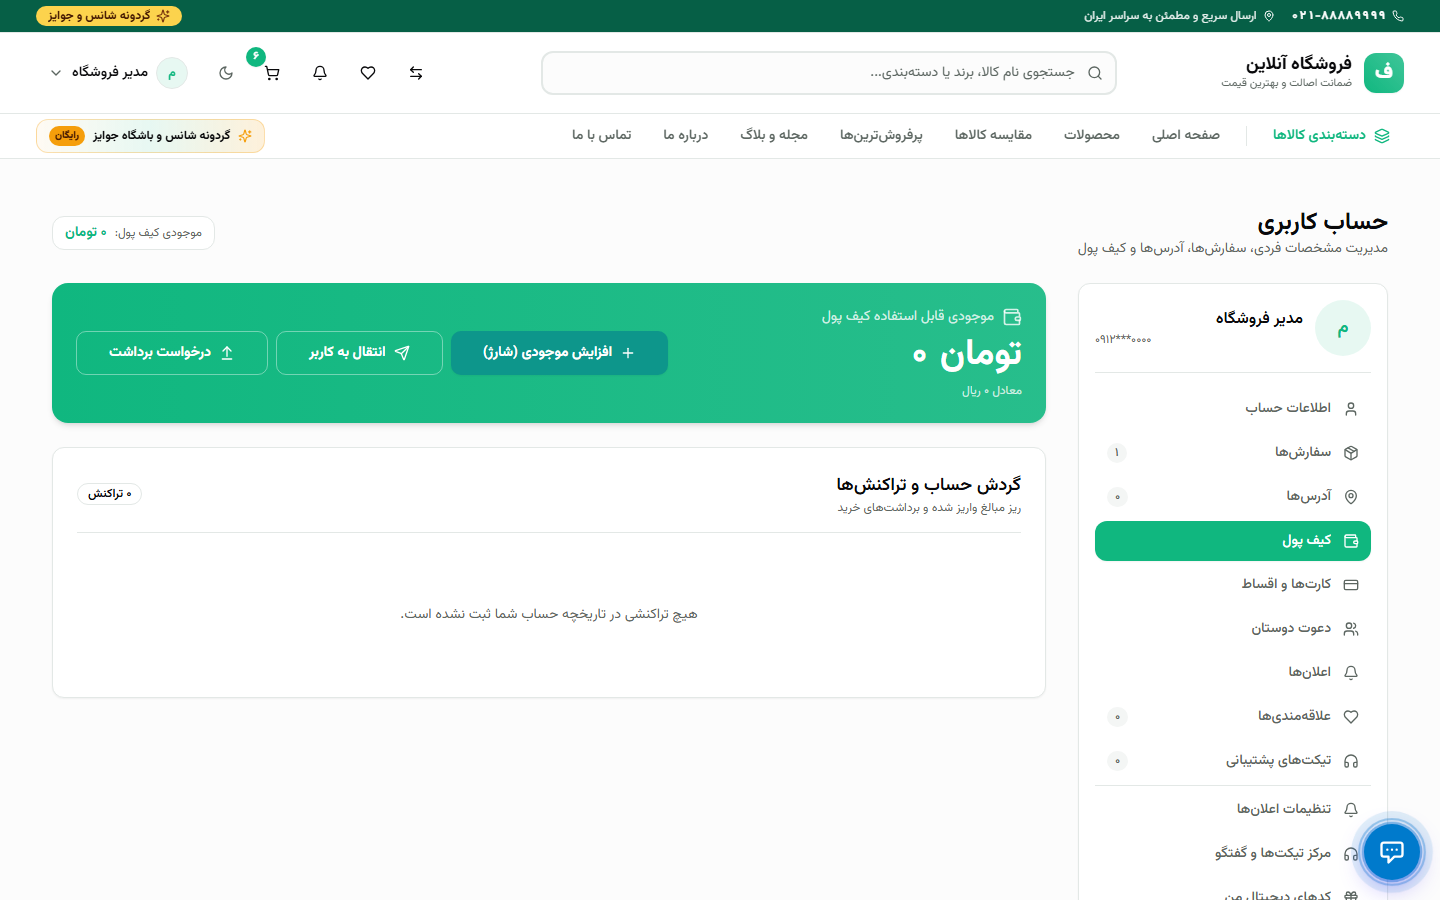 ۰۲۱-۸۸۸۸۹۹۹۹
ارسال سریع و مطمئن به سراسر ایران
گردونه شانس و جوایز
ف
فروشگاه آنلاین
ضمانت اصالت و بهترین قیمت
جستجوی نام کالا، برند یا دسته‌بندی...
۶
م
مدیر فروشگاه
دسته‌بندی کالاها
صفحه اصلی
محصولات
مقایسه کالاها
پرفروش‌ترین‌ها
مجله و بلاگ
درباره ما
تماس با ما
گردونه شانس و باشگاه جوایز
رایگان
حساب کاربری
مدیریت مشخصات فردی، سفارش‌ها، آدرس‌ها و کیف پول
موجودی کیف پول: ۰ تومان
م
مدیر فروشگاه
۰۹۱۲***۰۰۰۰
اطلاعات حساب
سفارش‌ها
۱
آدرس‌ها
۰
کیف پول
کارت‌ها و اقساط
دعوت دوستان
اعلان‌ها
علاقه‌مندی‌ها
۰
تیکت‌های پشتیبانی
۰
تنظیمات اعلان‌ها
مرکز تیکت‌ها و گفتگو
کدهای دیجیتال من
موجودی قابل استفاده کیف پول
تومان ۰
معادل ۰ ریال
افزایش موجودی (شارژ)
انتقال به کاربر
درخواست برداشت
گردش حساب و تراکنش‌ها
ریز مبالغ واریز شده و برداشت‌های خرید
۰ تراکنش
هیچ تراکنشی در تاریخچه حساب شما ثبت نشده است.